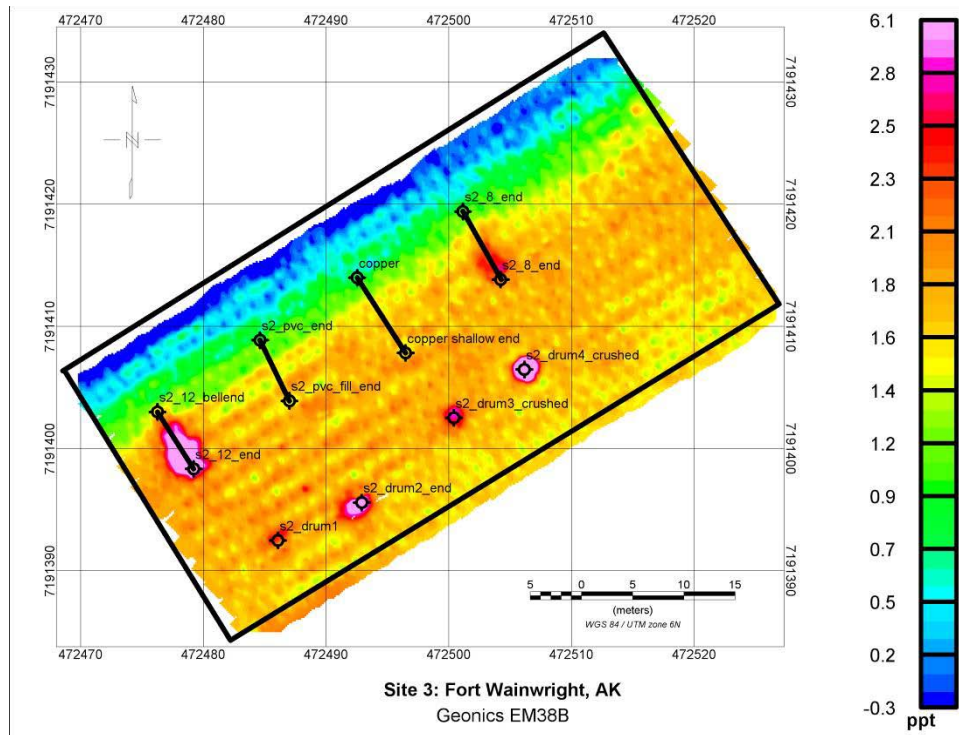 472470 472480 472490 472500 472510 472520
7191430 7191430
7191420 7191420
7191410 7191410
7191400 7191400
7191390 7191390
N
s2_8_end
s2_8_end
copper
copper shallow end
s2_pvc_end
s2_pvc_fill_end
s2_drum4_crushed
s2_drum3_crushed
s2_12_bellend
s2_12_end
s2_drum2_end
s2_drum1
5 0 5 10 15
(meters)
WGS 84 / UTM zone 6N
472470 472480 472490 472500 472510 472520
Site 3: Fort Wainwright, AK
Geonics EM38B
6.1
2.8
2.5
2.3
2.1
1.8
1.6
1.4
1.2
0.9
0.7
0.5
0.2
-0.3
ppt